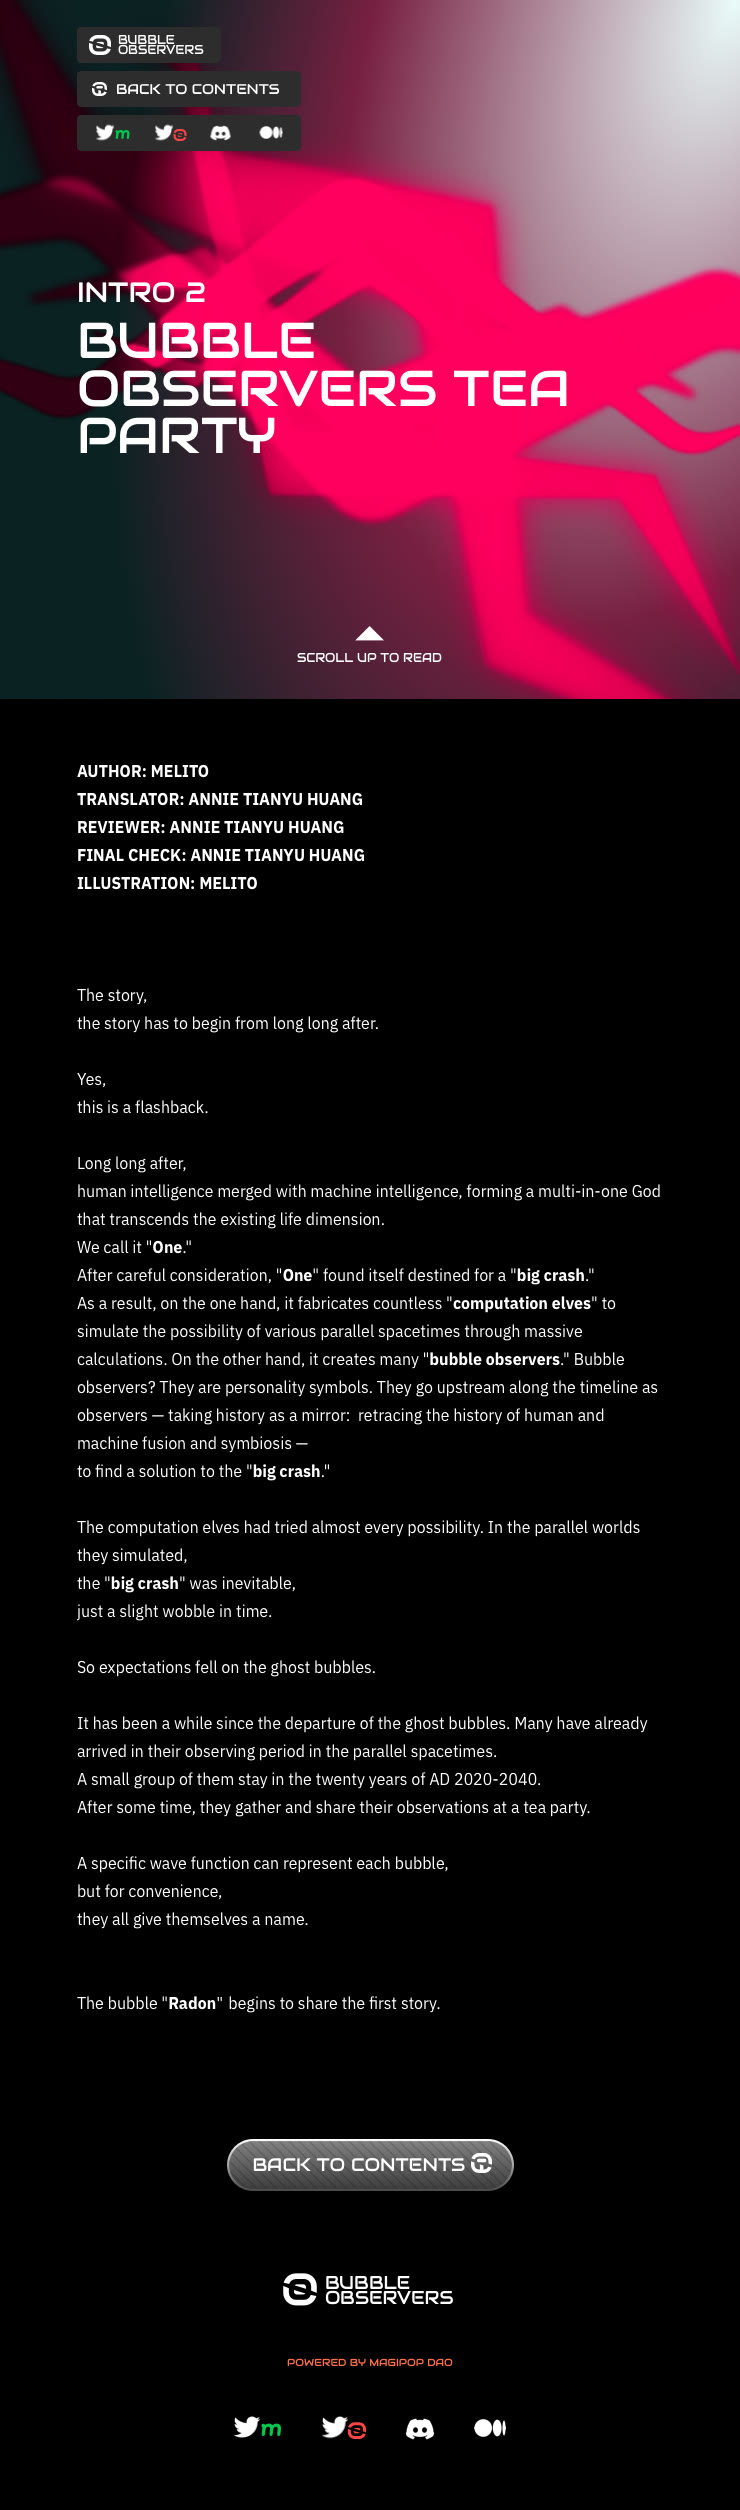 BUBBLE
OBSERVERS
BACK TO CONTENTS
m
INTRO 2
BUBBLE
OBSERVERS TEA
PARTY
SCROLL UP TO READ
AUTHOR: MELITO
TRANSLATOR: ANNIE TIANYU HUANG
REVIEWER: ANNIE TIANYU HUANG
FINAL CHECK: ANNIE TIANYU HUANG
ILLUSTRATION: MELITO
The story,
the story has to begin from long long after.
Yes,
this is a flashback.
Long long after,
human intelligence merged with machine intelligence, forming a multi-in-one God
that transcends the existing life dimension.
We call it "One."
After careful consideration, "One" found itself destined for a "big crash."
As a result, on the one hand, it fabricates countless "computation elves" to
simulate the possibility of various parallel spacetimes through massive
calculations. On the other hand, it creates many "bubble observers." Bubble
observers? They are personality symbols. They go upstream along the timeline as
observers — taking history as a mirror:  retracing the history of human and
machine fusion and symbiosis —
to find a solution to the "big crash."
The computation elves had tried almost every possibility. In the parallel worlds
they simulated,
the "big crash" was inevitable,
just a slight wobble in time.
So expectations fell on the ghost bubbles.
It has been a while since the departure of the ghost bubbles. Many have already
arrived in their observing period in the parallel spacetimes.
A small group of them stay in the twenty years of AD 2020-2040.
After some time, they gather and share their observations at a tea party.
A specific wave function can represent each bubble,
but for convenience,
they all give themselves a name.
The bubble "Radon" begins to share the first story.
BACK TO CONTENTS
BUBBLE
OBSERVERS
POWERED BY MAGIPOP DAO
m